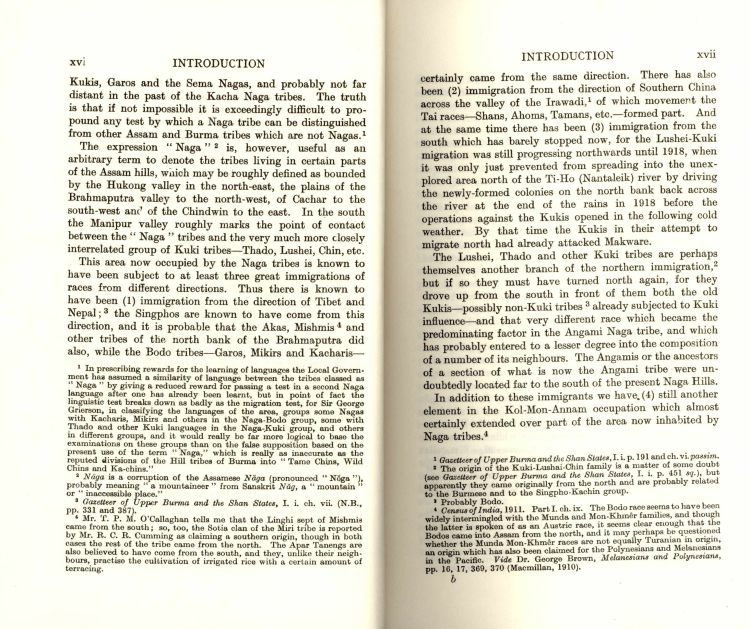 xvi INTRODUCTION
Kukis, Garos and the Sema Nagas, and probably not far
distant in the past of the Kacha Naga tribes. The truth
is that if not impossible it is exceedingly difficult to pro-
pound any test by which a Naga tribe can be distinguished
from other Assam and Burma tribes which are not Nagas.¹
The expression “ Naga ” ² is, however, useful as an
arbitrary term to denote the tribes living in certain parts
of the Assam hills, which may be roughly defined as bounded
by the Hukong valley in the north-east, the plains of the
Brahmaputra valley to the north-west, of Cachar to the
south-west and of the Chindwin to the east. In the south
the Manipur valley roughly marks the point of contact
between the “ Naga ” tribes and the very much more closely
interrelated group of Kuki tribes—Thado, Lushei, Chin, etc.
This area now occupied by the Naga tribes is known to
have been subject to at least three great immigrations of
races from different directions. Thus there is known to
have been (1) immigration from the direction of Tibet and
Nepal ; ³ the Singphos are known to have come from this
direction, and it is probable that the Akas, Mishmis ⁴ and
other tribes of the north bank of the Brahmaputra did
also, while the Bodo tribes—Garos, Mikirs and Kacharis—
¹ In prescribing rewards for the learning of languages the Local Govern-
ment has assumed a similarity of language between the tribes classed as
“ Naga ” by giving a reduced reward for passing a test in a second Naga
language after one has already been learnt, but in point of fact the
linguistic test breaks down as badly as the migration test, for Sir George
Grierson, in classifying the languages of the area, groups some Nagas
with Kacharis, Mikirs and others in the Naga-Bodo group, some with
Thado and other Kuki languages in the Naga-Kuki group, and others
in different groups, and it would really be far more logical to base the
examinations on these groups than on the false supposition based on the
present use of the term “ Naga,” which is really as inaccurate as the
reputed divisions of the Hill tribes of Burma into “ Tame Chins, Wild
Chins and Ka-chins.”
² Nāga is a corruption of the Assamese Nāga (pronounced “ Nŏga ”),
probably meaning “ a mountaineer ” from Sanskrit Nāg, a “ mountain ”
or “ inaccessible place.”
³ Gazetteer of Upper Burma and the Shan States, I. i. ch. vii. (N.B.,
pp. 331 and 387).
⁴ Mr. T. P. M. O’Callaghan tells me that the Linghi sept of Mishmis
came from the south ; so, too, the Sotia clan of the Miri tribe is reported
by Mr. R. C. R. Cumming as claiming a southern origin, though in both
cases the rest of the tribe came from the north. The Apar Tanengs are
also believed to have come from the south, and they, unlike their neigh-
bours, practise the cultivation of irrigated rice with a certain amount of
terracing.
INTRODUCTION xvii
certainly came from the same direction. There has also
been (2) immigration from the direction of Southern China
across the valley of the Irawadi,¹ of which movement the
Tai races—Shans, Ahoms, Tamans, etc.—formed part. And
at the same time there has been (3) immigration from the
south which has barely stopped now, for the Lushei-Kuki
migration was still progressing northwards until 1918, when
it was only just prevented from spreading into the unex-
plored area north of the Ti-Ho (Nantaleik) river by driving
the newly-formed colonies on the north bank back across
the river at the end of the rains in 1918 before the
operations against the Kukis opened in the following cold
weather. By that time the Kukis in their attempt to
migrate north had already attacked Makware.
The Lushei, Thado and other Kuki tribes are perhaps
themselves another branch of the northern immigration,²
but if so they must have turned north again, for they
drove up from the south in front of them both the old
Kukis—possibly non-Kuki tribes ³ already subjected to Kuki
influence—and that very different race which became the
predominating factor in the Angami Naga tribe, and which
has probably entered to a lesser degree into the composition
of a number of its neighbours. The Angamis or the ancestors
of a section of what is now the Angami tribe were un-
doubtedly located far to the south of the present Naga Hills.
In addition to these immigrants we have (4) still another
element in the Kol-Mon-Annam occupation which almost
certainly extended over part of the area now inhabited by
Naga tribes.⁴
¹ Gazetteer of Upper Burma and the Shan States, I. i. p. 191 and ch. vi. passim.
² The origin of the Kuki-Lushai-Chin family is a matter of some doubt
(see Gazetteer of Upper Burma and the Shan States, I. i. p. 451 sq.), but
apparently they came originally from the north and are probably related
to the Burmese and to the Singpho-Kachin group.
³ Probably Bodo.
⁴ Census of India, 1911. Part I. ch. ix. The Bodo race seems to have been
widely intermingled with the Munda and Mon-Khmêr families, and though
the latter is spoken of as an Austric race, it seems clear enough that the
Bodos came into Assam from the north, and it may perhaps be questioned
whether the Munda Mon-Khmêr races are not equally Turanian in origin,
an origin which has also been claimed for the Polynesians and Melanesians
in the Pacific. Vide Dr. George Brown, Melanesians and Polynesians,
pp. 16, 17, 369, 370 (Macmillan, 1910).
b